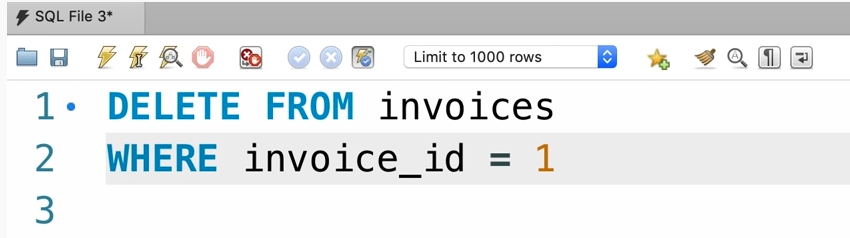 SQL File 3*
Limit to 1000 rows
1 DELETE FROM invoices
2 WHERE invoice_id = 1
3